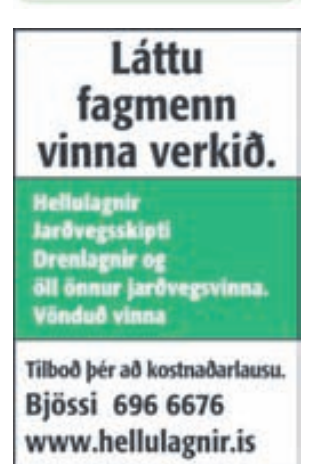 Láttu
fagmenn
vinna verkið.
Hellulagnir
Jarðvegsskipti
Drenlagnir og
öll önnur jarðvegsvinna.
Vönduð vinna
Tilboð þér að kostnaðarlausu.
Bjössi 696 6676
www.hellulagnir.is